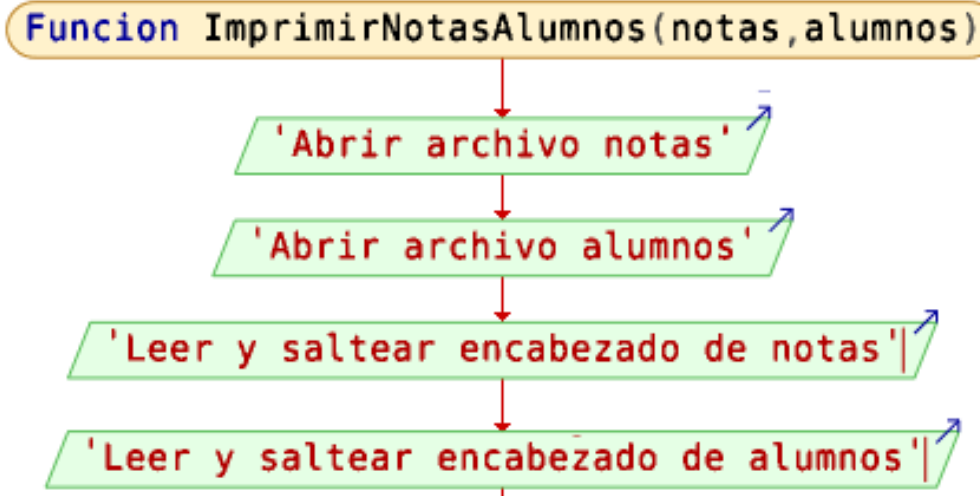 Funcion ImprimirNotasAlumnos(notas,alumnos)
'Abrir archivo notas'
'Abrir archivo alumnos'
'Leer y saltear encabezado de notas'
'Leer y saltear encabezado de alumnos'